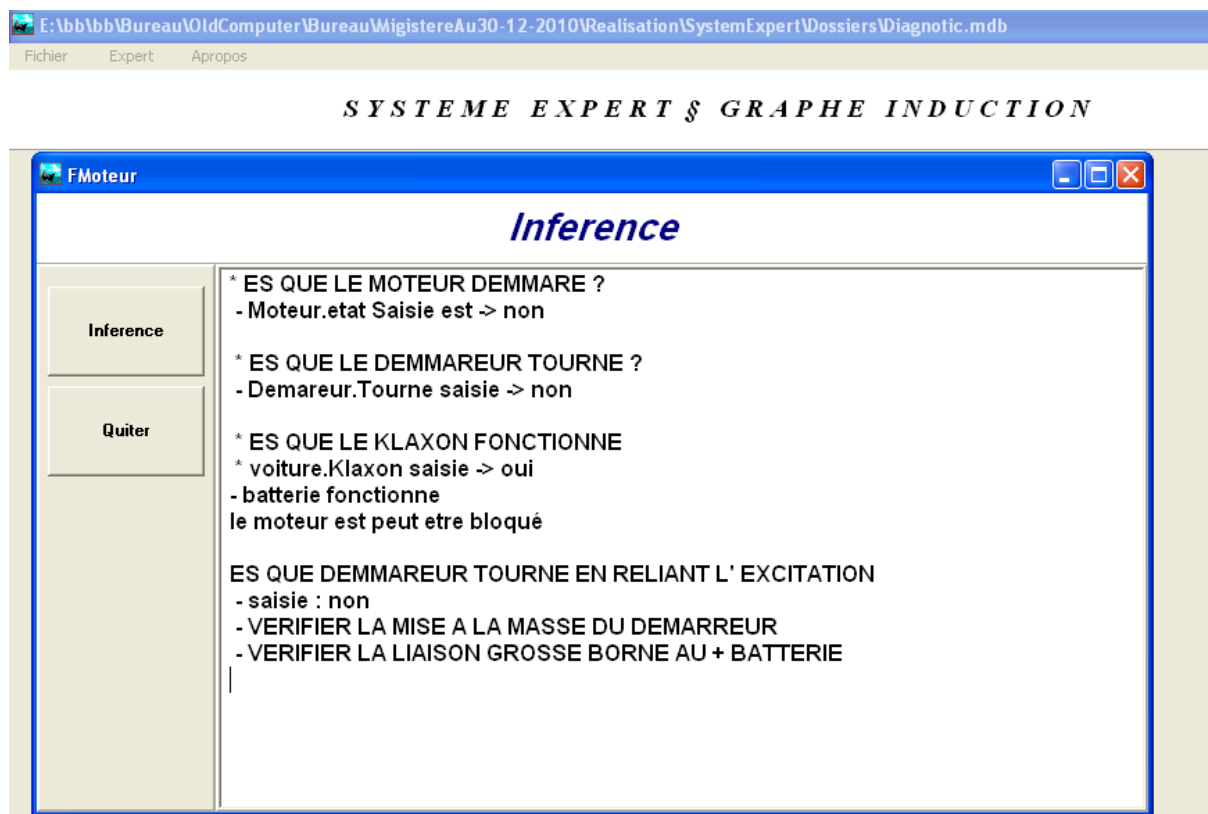 E:\bb\bb\Bureau\OldComputer\Bureau\MigistereAu30-12-2010\Realisation\SystemExpert\Dossiers\Diagnotic.mdb
Fichier Expert Apropos
SYSTEME EXPERT § GRAPHE INDUCTION
FMoteur
Inference
Inference
Quiter
* ES QUE LE MOTEUR DEMMARE ?
- Moteur.etat Saisie est -> non
* ES QUE LE DEMMAREUR TOURNE ?
- Demareur.Tourne saisie -> non
* ES QUE LE KLAXON FONCTIONNE
* voiture.Klaxon saisie -> oui
- batterie fonctionne
le moteur est peut etre bloqué
ES QUE DEMMAREUR TOURNE EN RELIANT L' EXCITATION
- saisie : non
- VERIFIER LA MISE A LA MASSE DU DEMARREUR
- VERIFIER LA LIAISON GROSSE BORNE AU + BATTERIE